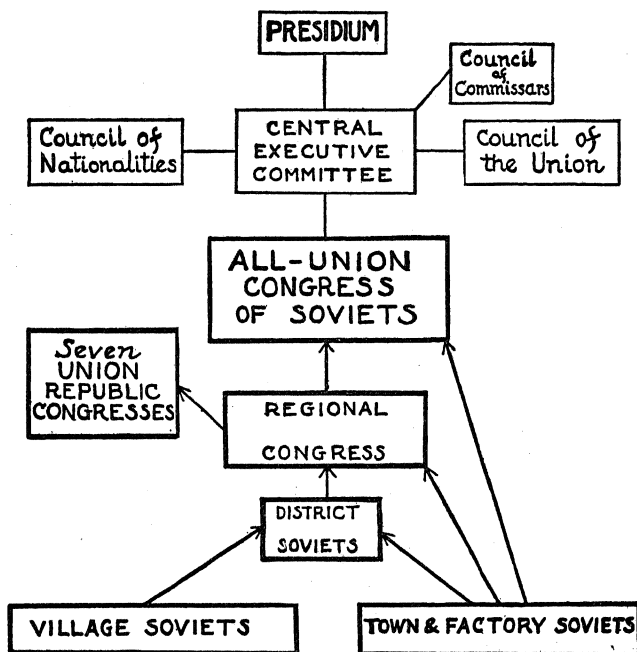 PRESIDIUM
Council
of
Commissars
Council of
Nationalities
CENTRAL
EXECUTIVE
COMMITTEE
Council of
the Union
ALL-UNION
CONGRESS
OF SOVIETS
Seven
UNION
REPUBLIC
CONGRESSES
REGIONAL
CONGRESS
DISTRICT
SOVIETS
VILLAGE SOVIETS
TOWN & FACTORY SOVIETS